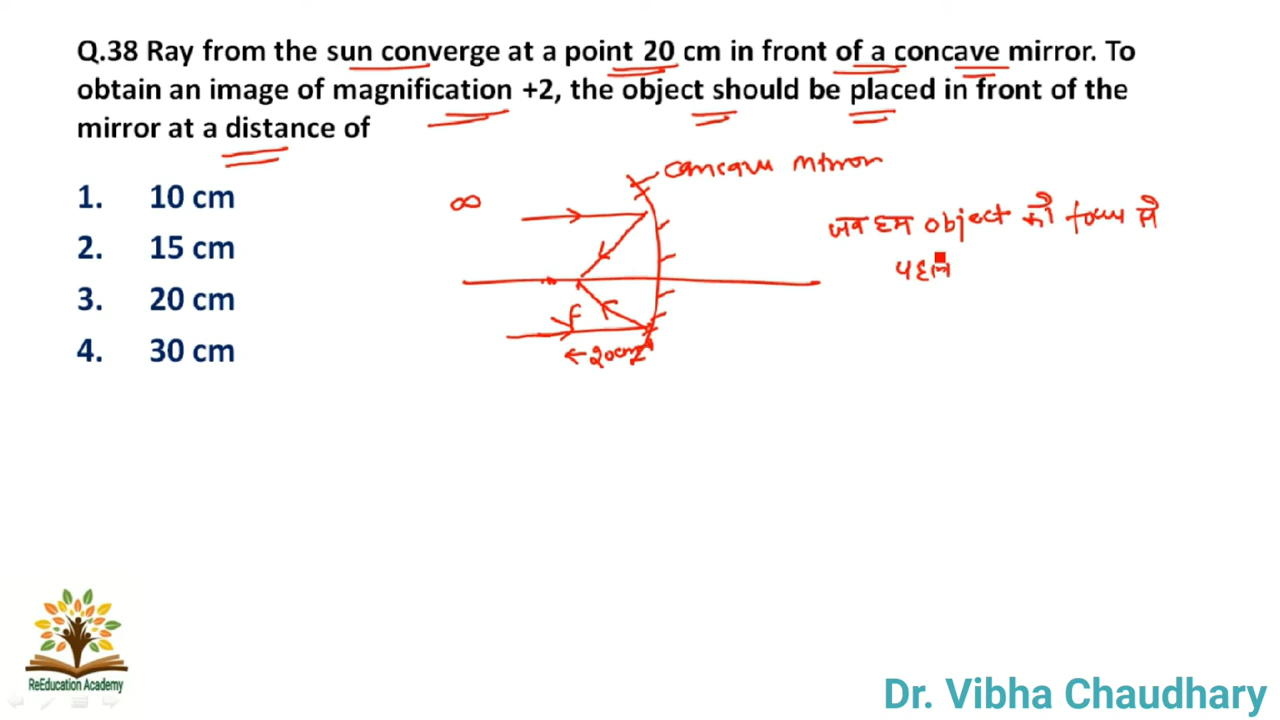 Q.38 Ray from the sun converge at a point 20 cm in front of a concave mirror. To
obtain an image of magnification +2, the object should be placed in front of the
mirror at a distance of
1. 10 cm
2. 15 cm
3. 20 cm
4. 30 cm
concave mirror
∞
जब हम object को focus से
पहले
F
←20cm
ReEducation Academy
Dr. Vibha Chaudhary